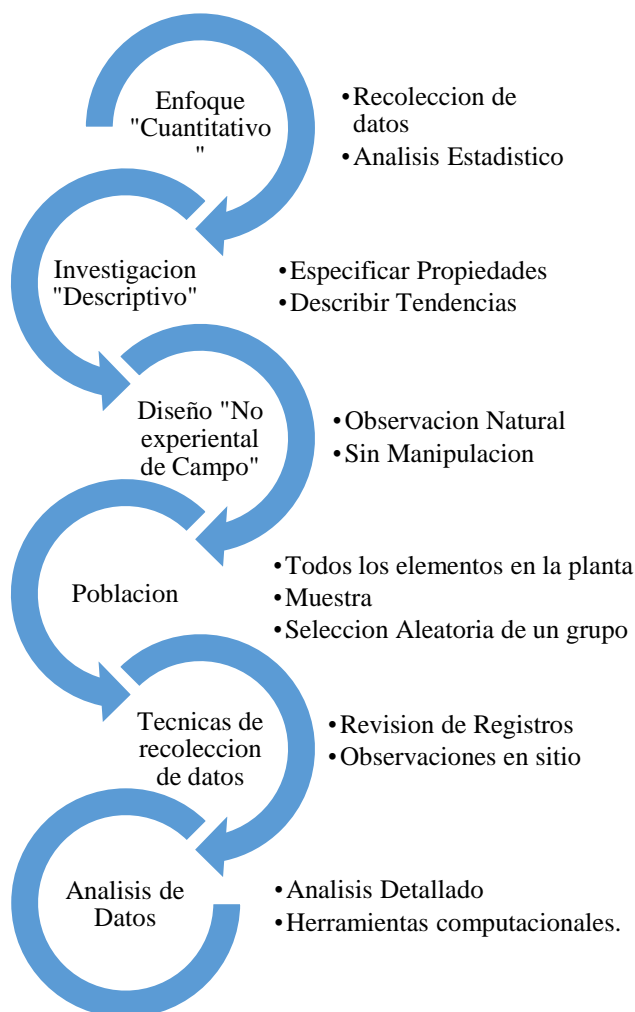 Enfoque
"Cuantitativo
"
•Recoleccion de
datos
•Analisis Estadistico
Investigacion
"Descriptivo"
•Especificar Propiedades
•Describir Tendencias
Diseño "No
experiental
de Campo"
•Observacion Natural
•Sin Manipulacion
Poblacion
•Todos los elementos en la planta
•Muestra
•Seleccion Aleatoria de un grupo
Tecnicas de
recoleccion
de datos
•Revision de Registros
•Observaciones en sitio
Analisis de
Datos
•Analisis Detallado
•Herramientas computacionales.